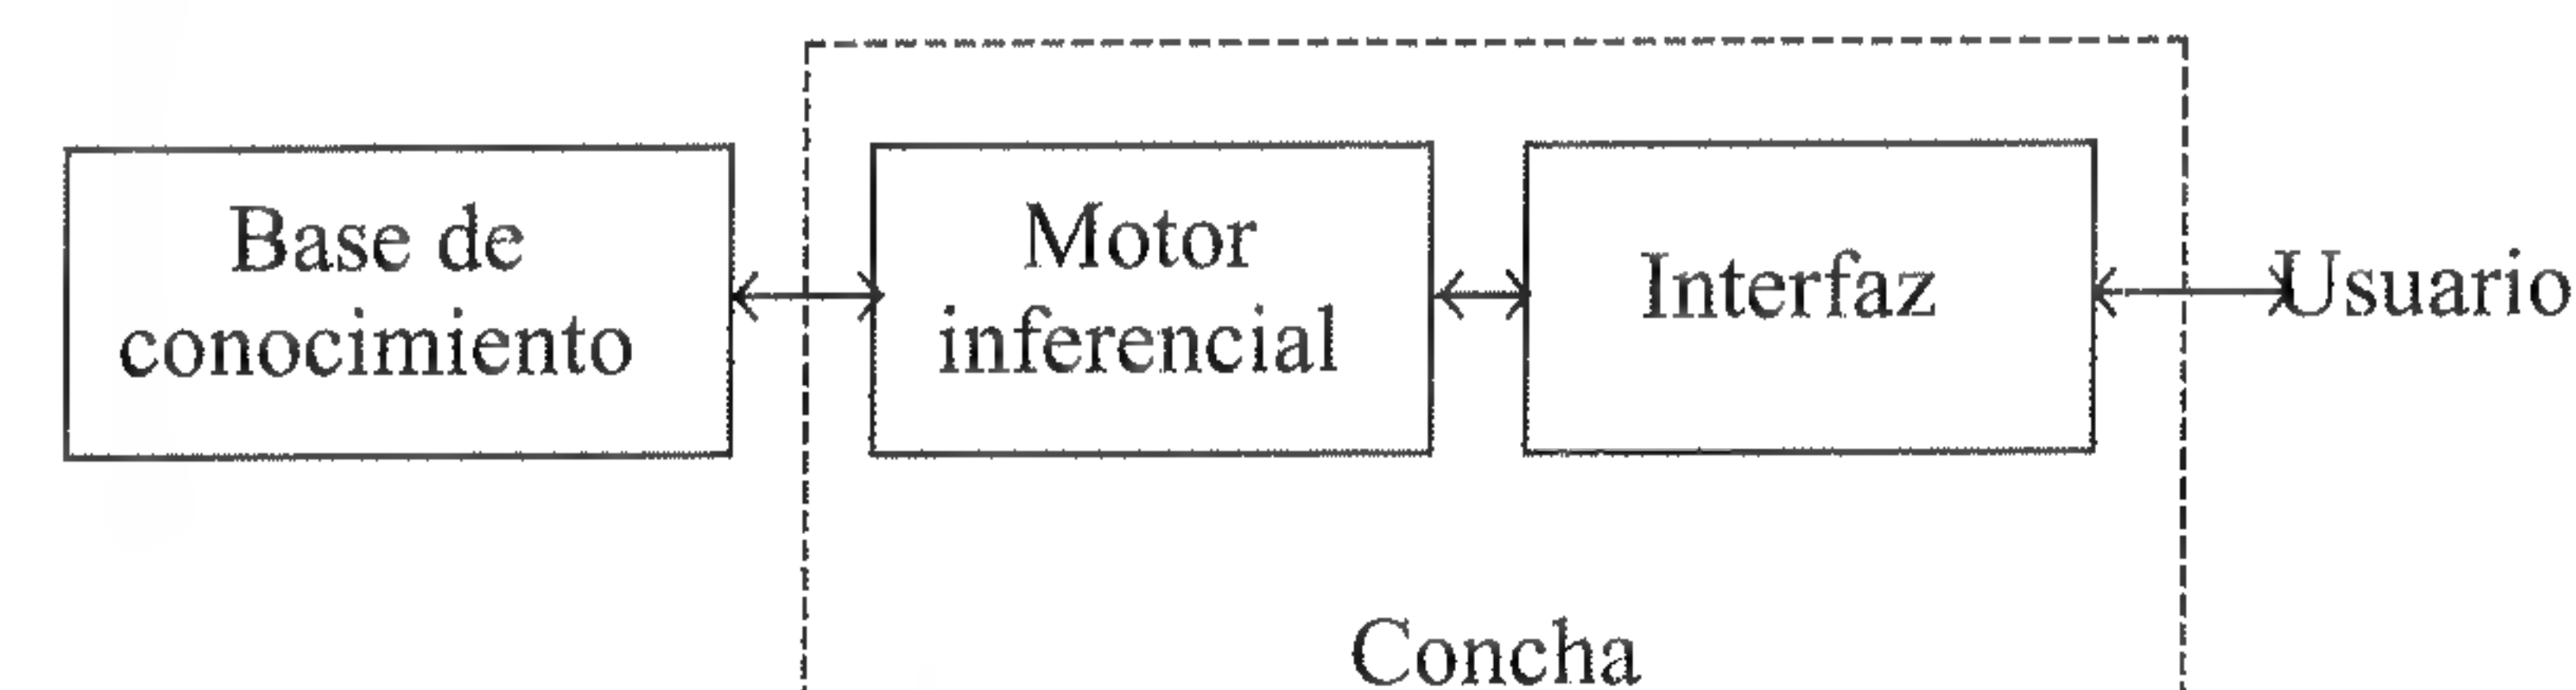 Base de
conocimiento
Motor
inferencial
Interfaz
Usuario
Concha